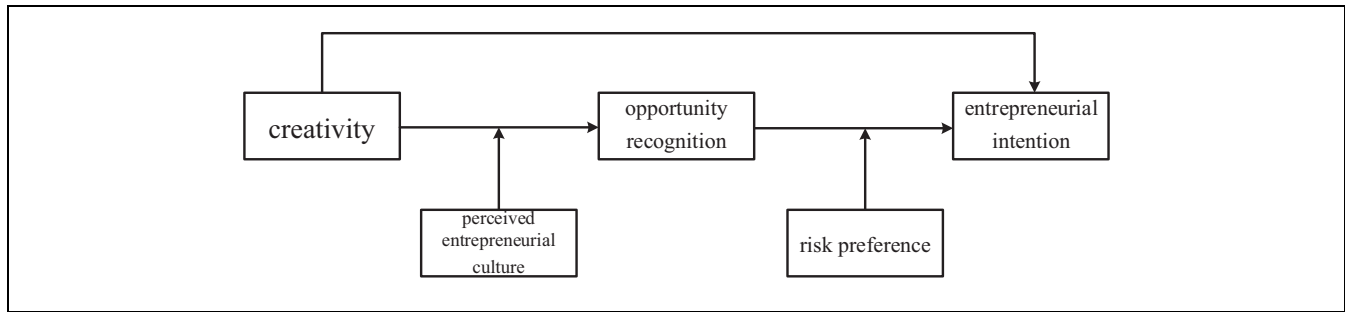 creativity
opportunity
recognition
entrepreneurial
intention
perceived
entrepreneurial
culture
risk preference